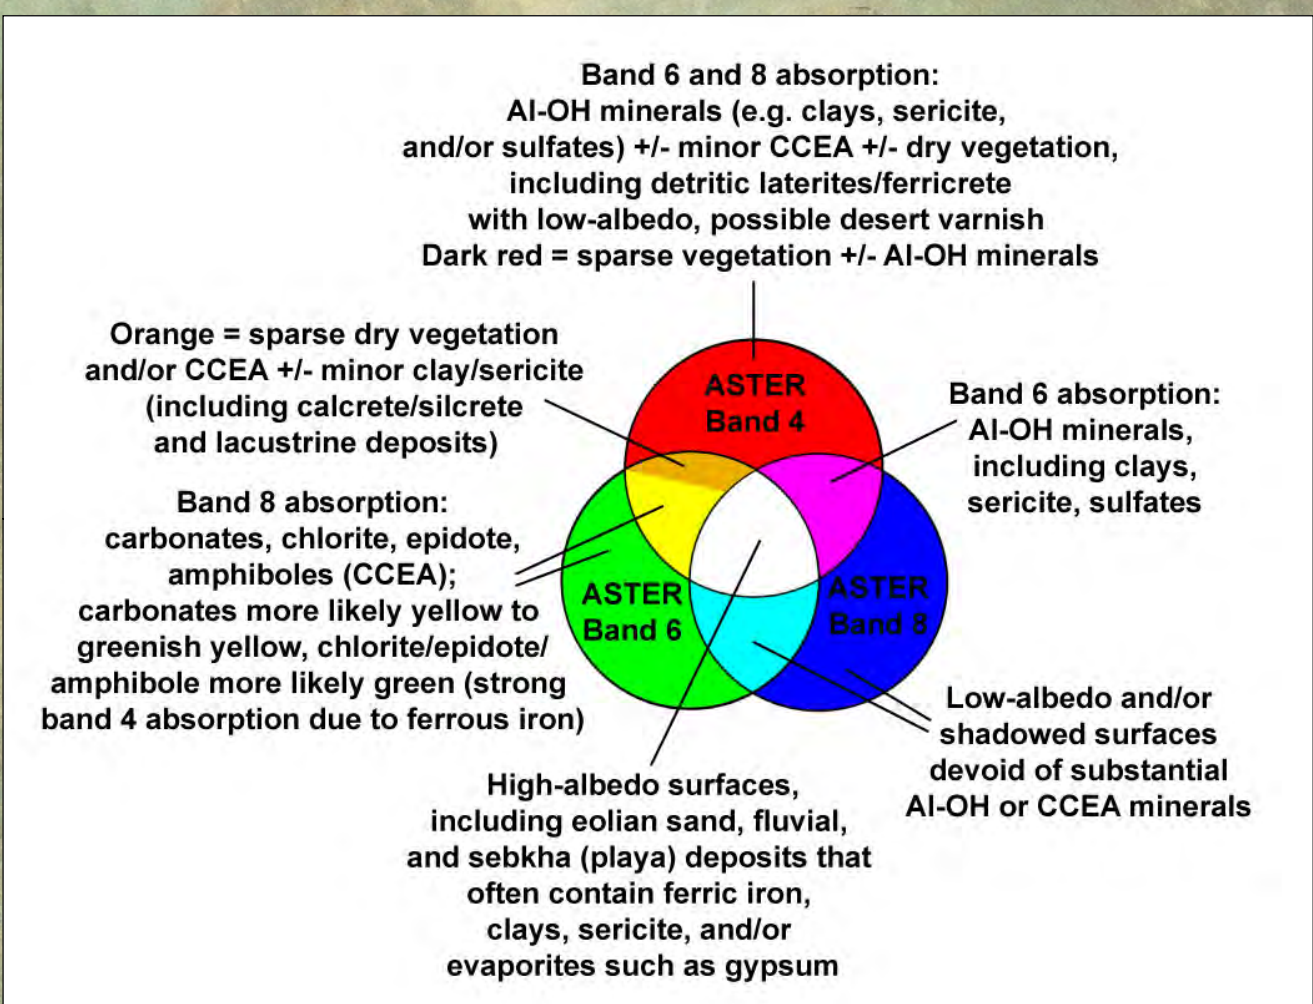 Band 6 and 8 absorption:
Al-OH minerals (e.g. clays, sericite,
and/or sulfates) +/- minor CCEA +/- dry vegetation,
including detritic laterites/ferricrete
with low-albedo, possible desert varnish
Dark red = sparse vegetation +/- Al-OH minerals
Orange = sparse dry vegetation
and/or CCEA +/- minor clay/sericite
(including calcrete/silcrete
and lacustrine deposits)
ASTER
Band 4
Band 6 absorption:
Al-OH minerals,
including clays,
sericite, sulfates
Band 8 absorption:
carbonates, chlorite, epidote,
amphiboles (CCEA);
carbonates more likely yellow to
greenish yellow, chlorite/epidote/
amphibole more likely green (strong
band 4 absorption due to ferrous iron)
ASTER
Band 6
ASTER
Band 8
Low-albedo and/or
shadowed surfaces
devoid of substantial
Al-OH or CCEA minerals
High-albedo surfaces,
including eolian sand, fluvial,
and sebkha (playa) deposits that
often contain ferric iron,
clays, sericite, and/or
evaporites such as gypsum